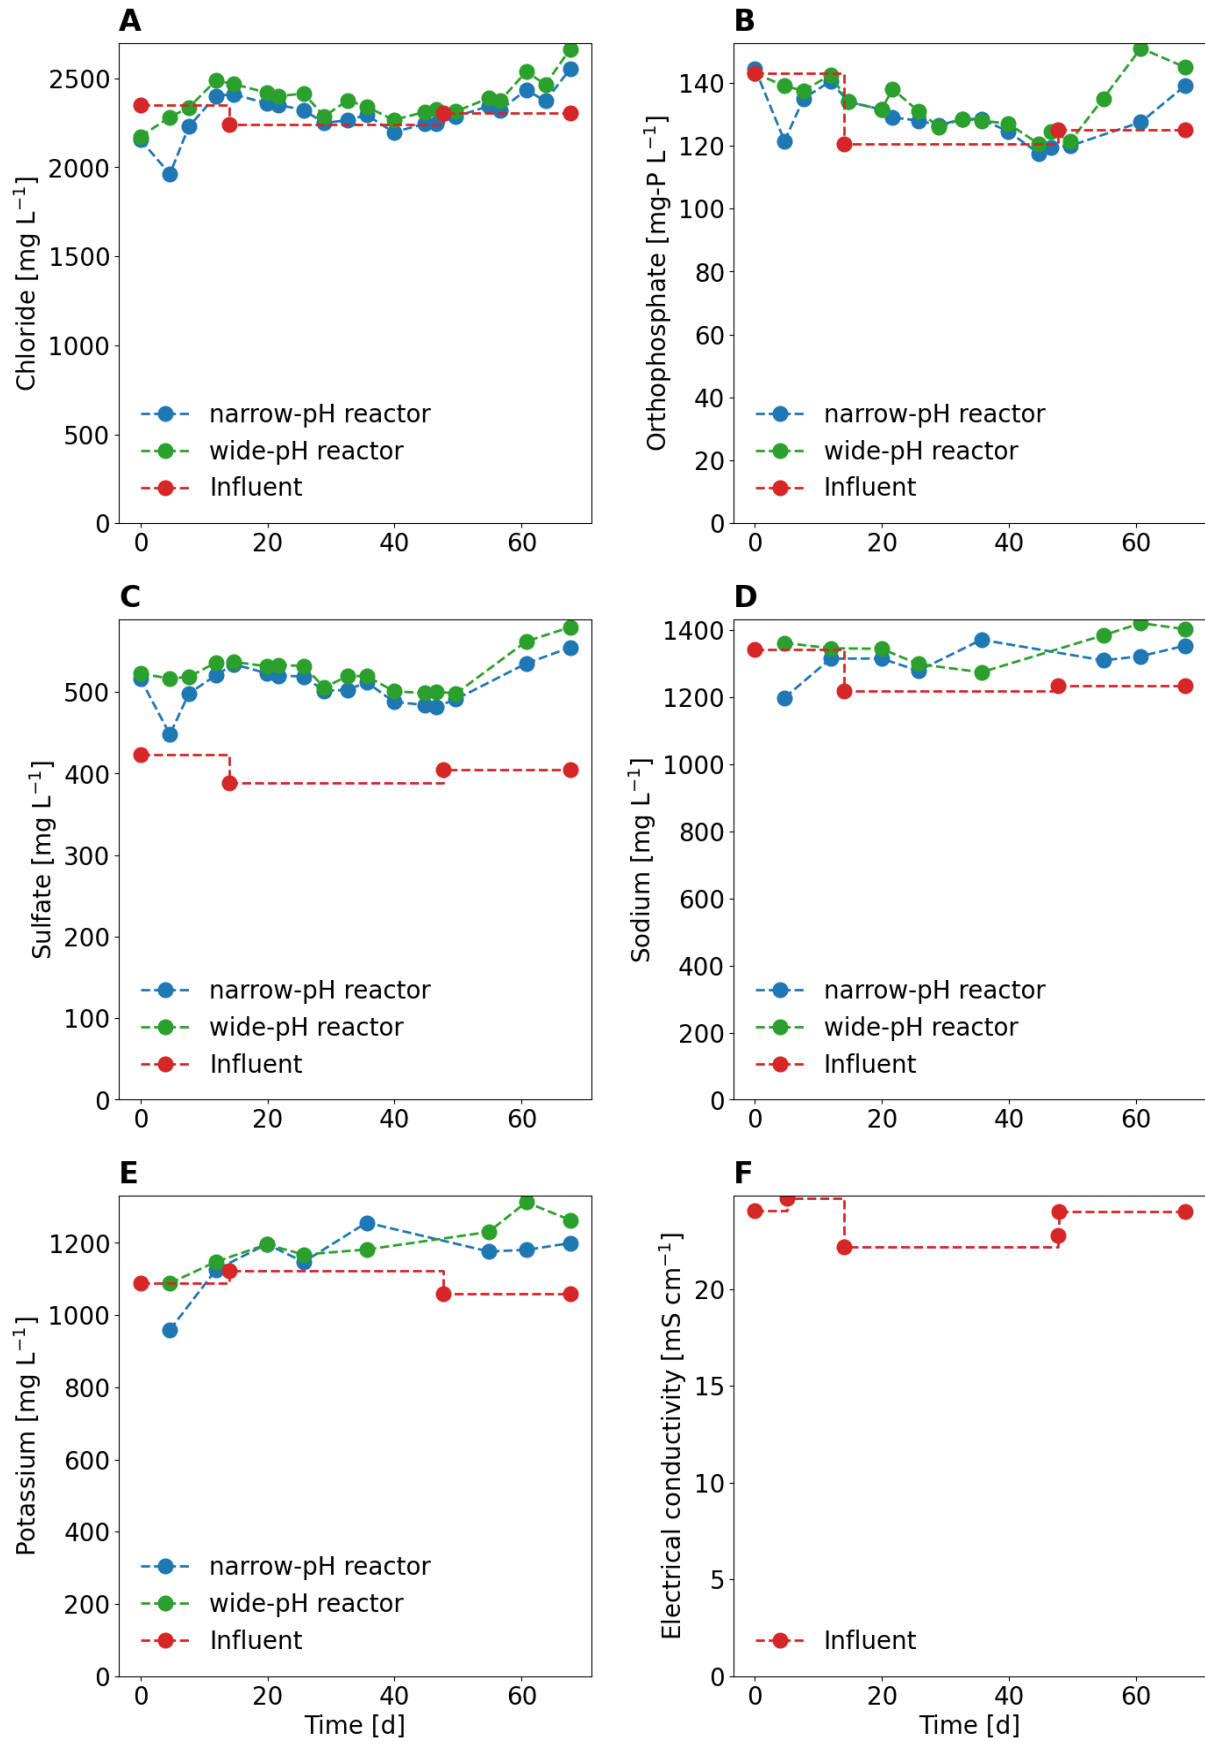 A
Chloride [mg L⁻¹]
2500
2000
1500
1000
500
0
narrow-pH reactor
wide-pH reactor
Influent
0 20 40 60
B
Orthophosphate [mg-P L⁻¹]
140
120
100
80
60
40
20
0
narrow-pH reactor
wide-pH reactor
Influent
0 20 40 60
C
Sulfate [mg L⁻¹]
500
400
300
200
100
0
narrow-pH reactor
wide-pH reactor
Influent
0 20 40 60
D
Sodium [mg L⁻¹]
1400
1200
1000
800
600
400
200
0
narrow-pH reactor
wide-pH reactor
Influent
0 20 40 60
E
Potassium [mg L⁻¹]
1200
1000
800
600
400
200
0
narrow-pH reactor
wide-pH reactor
Influent
0 20 40 60
Time [d]
F
Electrical conductivity [mS cm⁻¹]
20
15
10
5
0
Influent
0 20 40 60
Time [d]